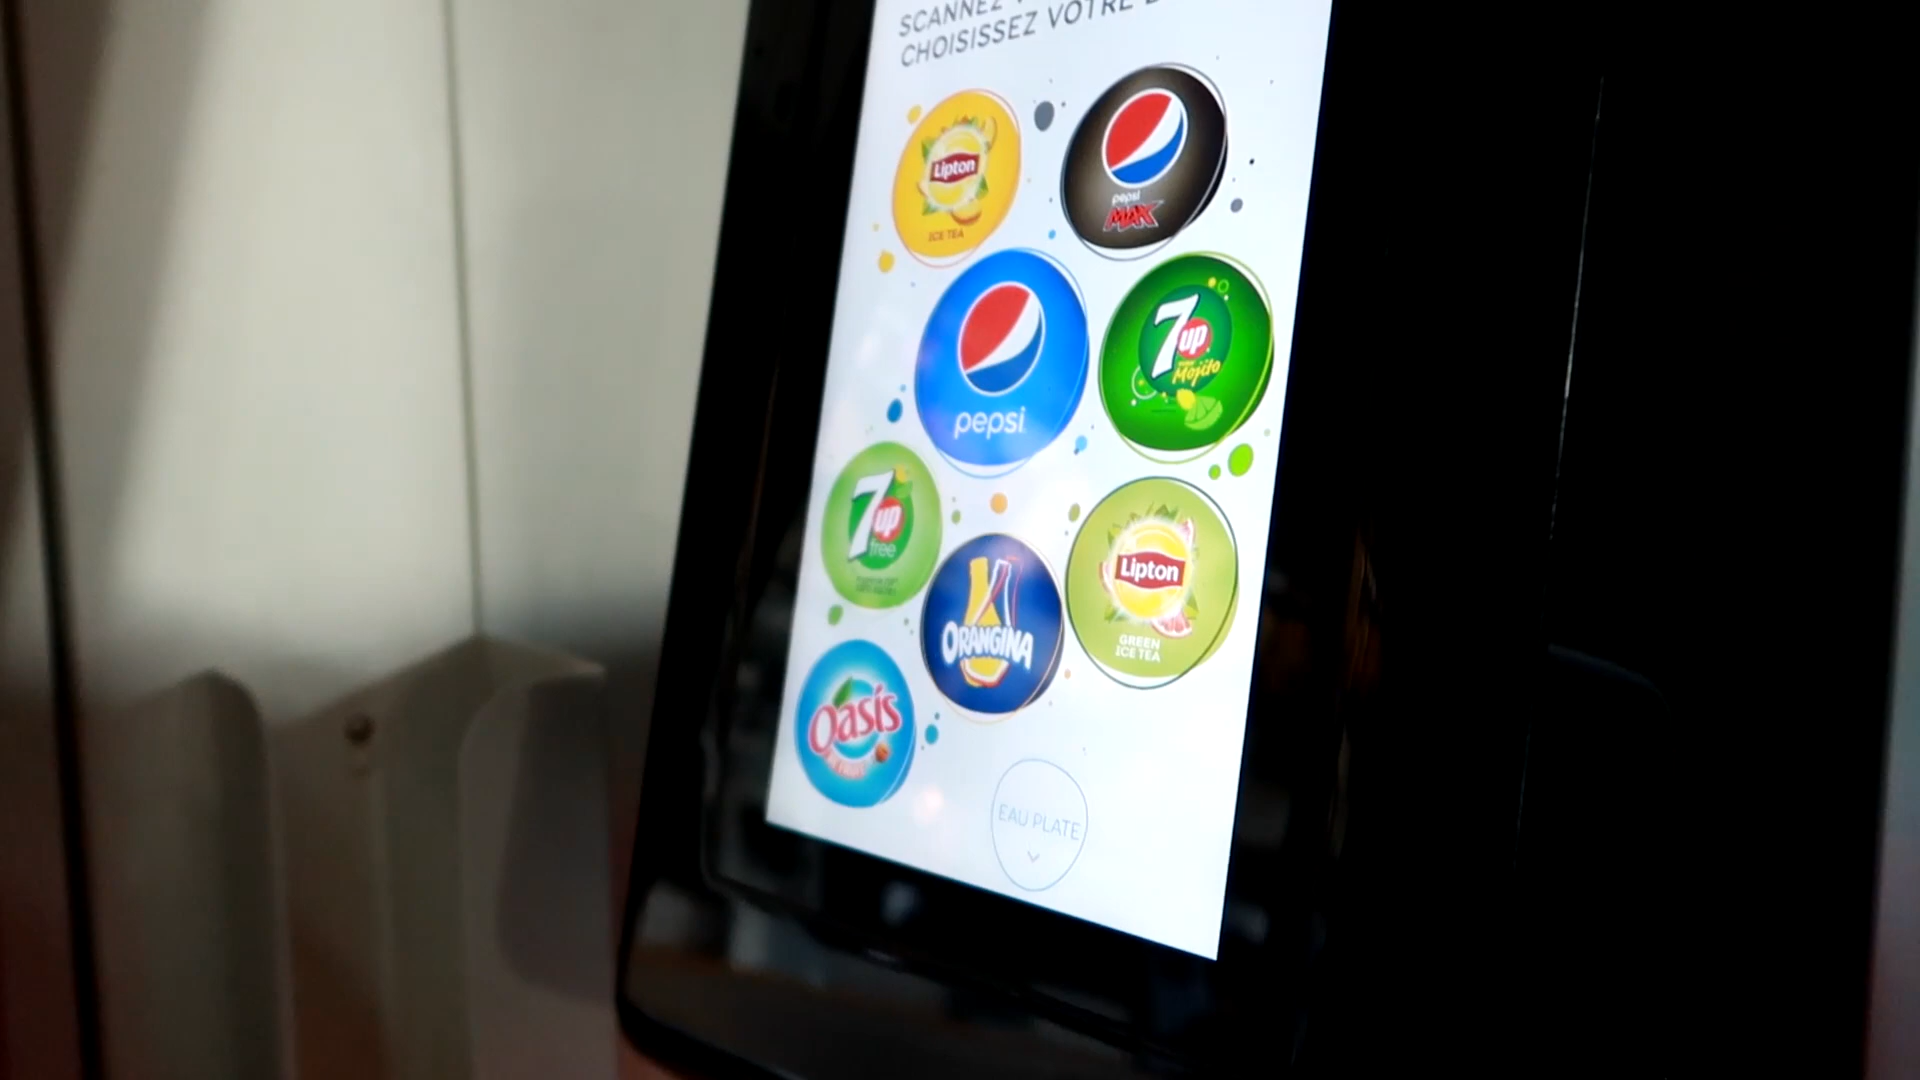 SCANNEZ
CHOISISSEZ VOTRE
Lipton
ICE TEA
pepsi
MAX
pepsi
7up
Mojito
7up
free
Lipton
GREEN
ICE TEA
ORANGINA
Oasis
EAU PLATE